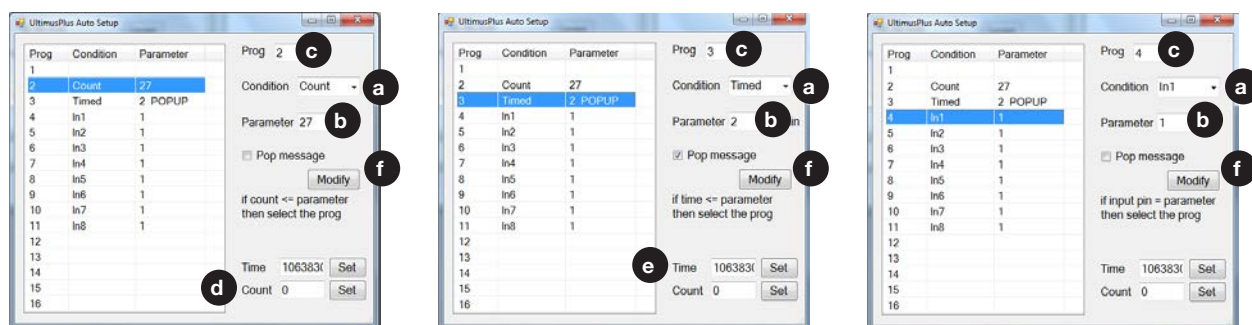 UltimusPlus Auto Setup
Prog Condition Parameter
1
2 Count 27
3 Timed 2 POPUP
4 In1 1
5 In2 1
6 In3 1
7 In4 1
8 In5 1
9 In6 1
10 In7 1
11 In8 1
12
13
14
15
16
Prog 2 c
Condition Count a
Parameter 27 b
Pop message
f
Modify
if count <= parameter
then select the prog
Time 1063830 Set
d Count 0 Set
UltimusPlus Auto Setup
Prog Condition Parameter
1
2 Count 27
3 Timed 2 POPUP
4 In1 1
5 In2 1
6 In3 1
7 In4 1
8 In5 1
9 In6 1
10 In7 1
11 In8 1
12
13
14
15
16
Prog 3 c
Condition Timed a
Parameter 2 b
Pop message
f
Modify
if time <= parameter
then select the prog
e Time 1063830 Set
Count 0 Set
UltimusPlus Auto Setup
Prog Condition Parameter
1
2 Count 27
3 Timed 2 POPUP
4 In1 1
5 In2 1
6 In3 1
7 In4 1
8 In5 1
9 In6 1
10 In7 1
11 In8 1
12
13
14
15
16
Prog 4 c
Condition In1 a
Parameter 1 b
Pop message
f
Modify
if input pin = parameter
then select the prog
Time 1063830 Set
Count 0 Set